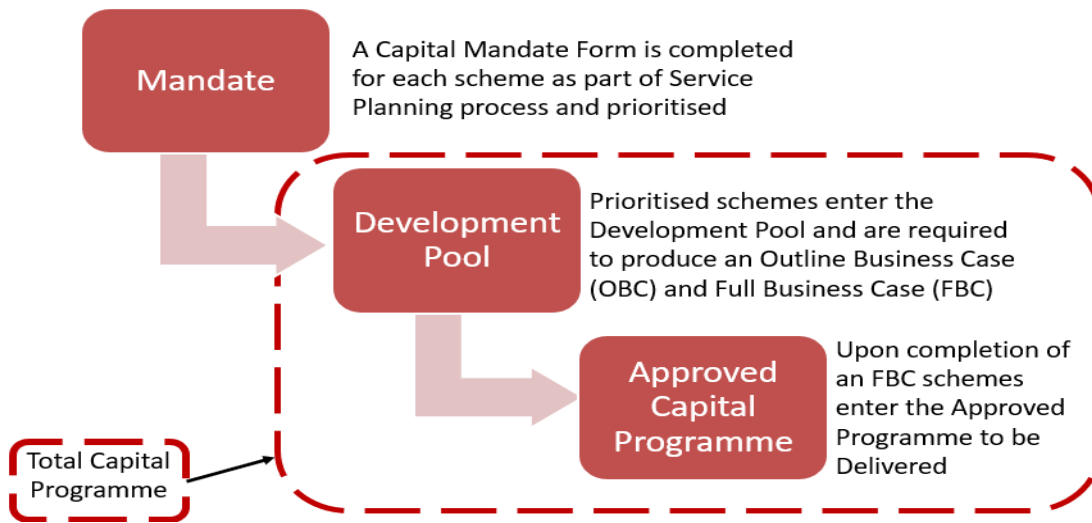 Mandate
A Capital Mandate Form is completed
for each scheme as part of Service
Planning process and prioritised
Development
Pool
Prioritised schemes enter the
Development Pool and are required
to produce an Outline Business Case
(OBC) and Full Business Case (FBC)
Approved
Capital
Programme
Upon completion of
an FBC schemes
enter the Approved
Programme to be
Delivered
Total Capital
Programme